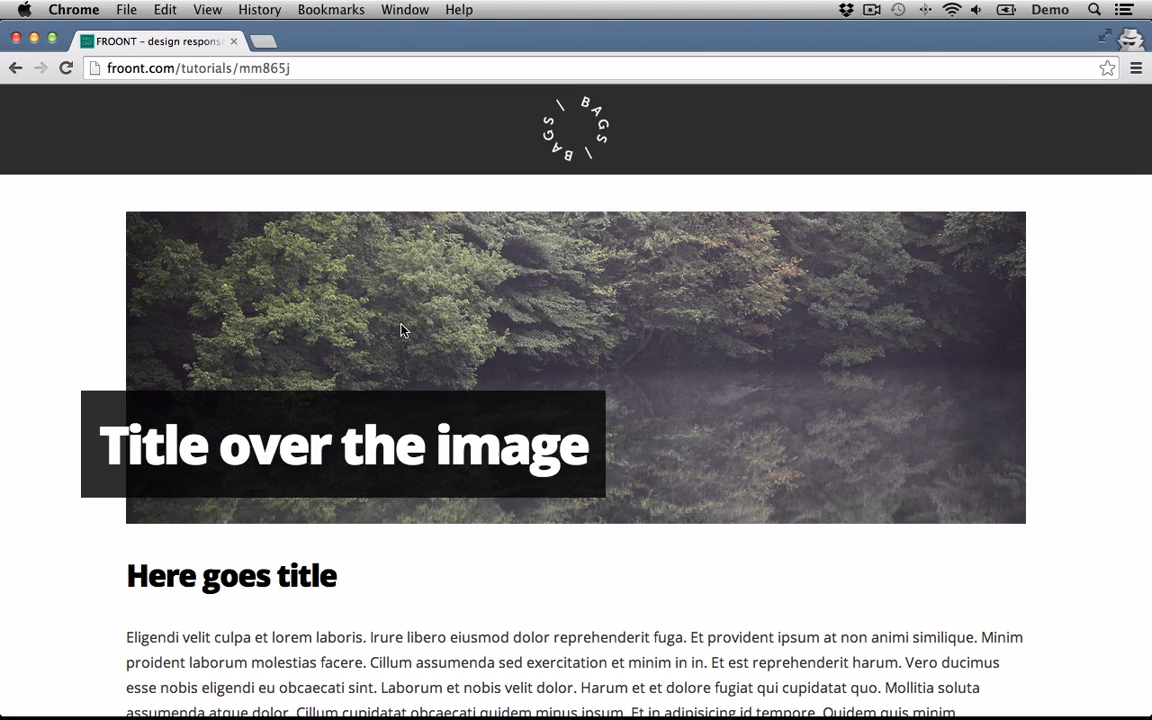 Chrome File Edit View History Bookmarks Window Help Demo
FROONT – design respons
froont.com/tutorials/mm865j
BAGS / BAGS /
Title over the image
Here goes title
Eligendi velit culpa et lorem laboris. Irure libero eiusmod dolor reprehenderit fuga. Et provident ipsum at non animi similique. Minim
proident laborum molestias facere. Cillum assumenda sed exercitation et minim in in. Et est reprehenderit harum. Vero ducimus
esse nobis eligendi eu obcaecati sint. Laborum et nobis velit dolor. Harum et et dolore fugiat qui cupidatat quo. Mollitia soluta
assumenda atque dolor. Cillum cupidatat obcaecati quidem minus ipsum. Et in adipisicing id tempore. Quidem quis minim